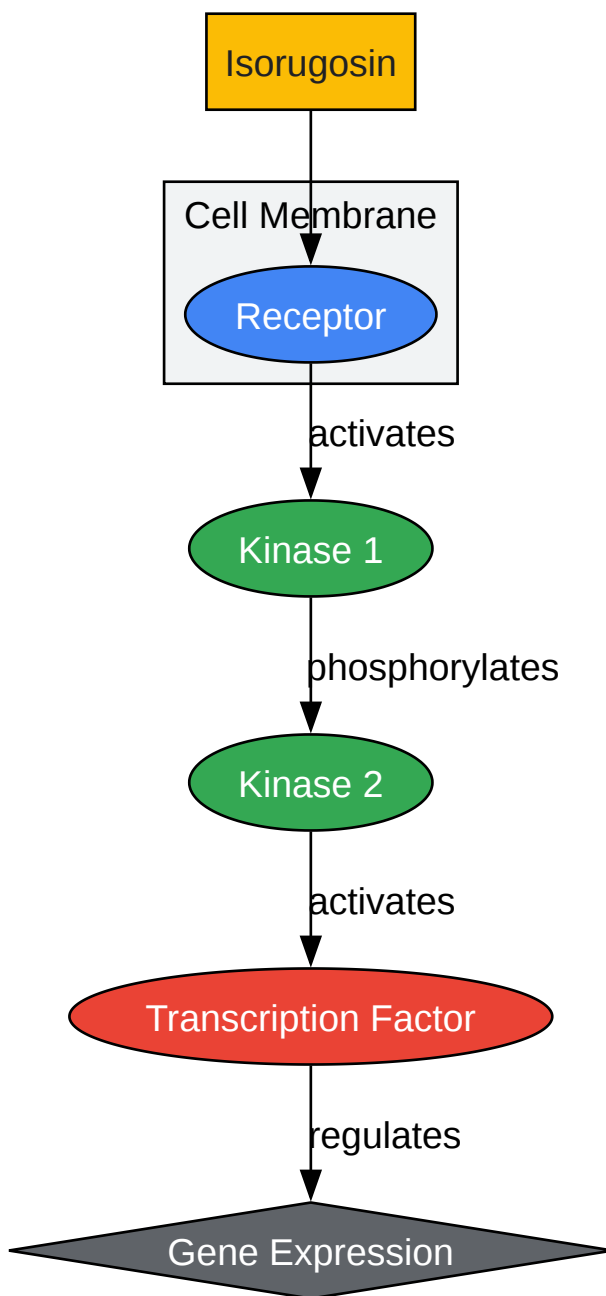 Isorugosin
Cell Membrane
Receptor
activates
Kinase 1
phosphorylates
Kinase 2
activates
Transcription Factor
regulates
Gene Expression